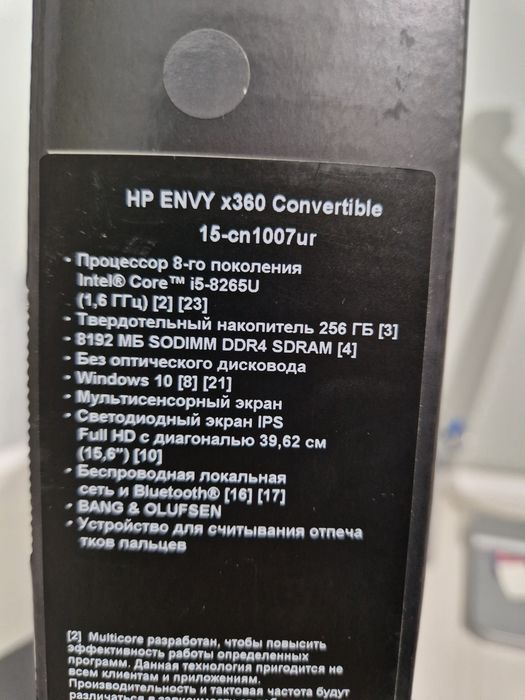 HP ENVY x360 Convertible
15-cn1007ur
• Процессор 8-го поколения
Intel® Core™ i5-8265U
(1,6 ГГц) [2] [23]
• Твердотельный накопитель 256 ГБ [3]
• 8192 МБ SODIMM DDR4 SDRAM [4]
• Без оптического дисковода
• Windows 10 [8] [21]
• Мультисенсорный экран
• Светодиодный экран IPS
Full HD с диагональю 39,62 см
(15,6") [10]
• Беспроводная локальная
сеть и Bluetooth® [16] [17]
• BANG & OLUFSEN
• Устройство для считывания отпеча
тков пальцев
[2] Multicore разработан, чтобы повысить
эффективность работы определенных
программ. Данная технология пригодится не
всем клиентам и приложениям.
Производительность и тактовая частота будут
различаться в зависимости от